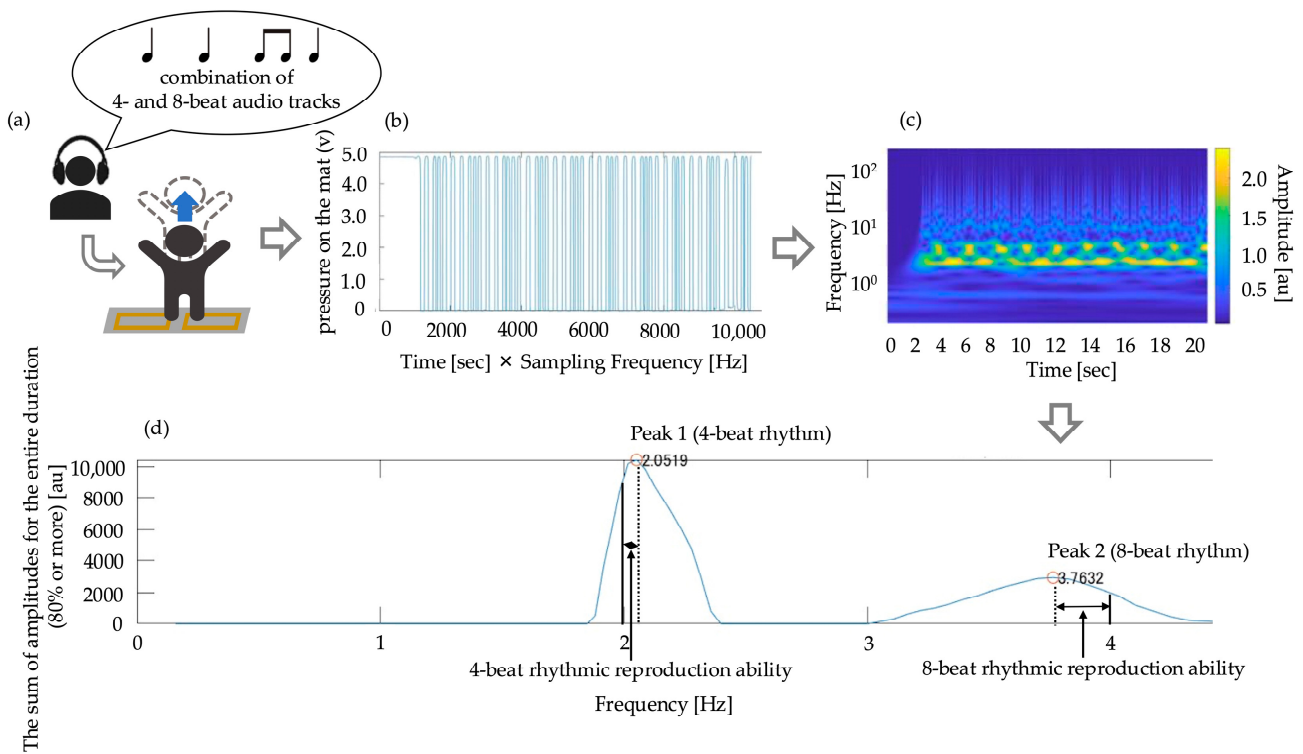 combination of
4- and 8-beat audio tracks
(a)
(b)
pressure on the mat (v)
5.0
4.0
3.0
2.0
1.0
0
0 2000 4000 6000 8000 10,000
Time [sec] × Sampling Frequency [Hz]
(c)
Frequency [Hz]
10²
10¹
10⁰
0 2 4 6 8 10 12 14 16 18 20
Time [sec]
2.0
1.5
1.0
0.5
Amplitude [au]
(d)
The sum of amplitudes for the entire duration
(80% or more) [au]
Peak 1 (4-beat rhythm)
2.0519
10,000
8000
6000
4000
2000
0
Peak 2 (8-beat rhythm)
3.7632
0 1 2 3 4
4-beat rhythmic reproduction ability
8-beat rhythmic reproduction ability
Frequency [Hz]